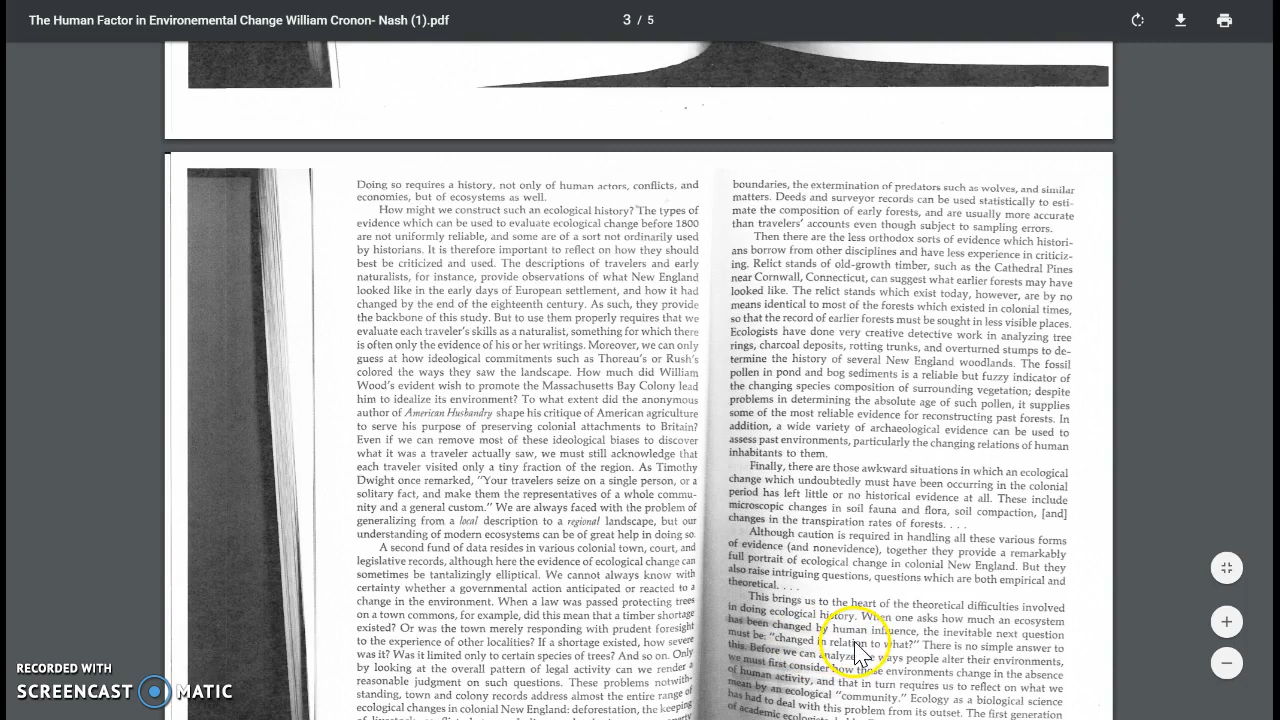 The Human Factor in Environemental Change William Cronon- Nash (1).pdf
3 / 5
Doing so requires a history, not only of human actors, conflicts, and
economies, but of ecosystems as well.
How might we construct such an ecological history? The types of
evidence which can be used to evaluate ecological change before 1800
are not uniformly reliable, and some are of a sort not ordinarily used
by historians. It is therefore important to reflect on how they should
best be criticized and used. The descriptions of travelers and early
naturalists, for instance, provide observations of what New England
looked like in the early days of European settlement, and how it had
changed by the end of the eighteenth century. As such, they provide
the backbone of this study. But to use them properly requires that we
evaluate each traveler's skills as a naturalist, something for which there
is often only the evidence of his or her writings. Moreover, we can only
guess at how ideological commitments such as Thoreau's or Rush's
colored the ways they saw the landscape. How much did William
Wood's evident wish to promote the Massachusetts Bay Colony lead
him to idealize its environment? To what extent did the anonymous
author of American Husbandry shape his critique of American agriculture
to serve his purpose of preserving colonial attachments to Britain?
Even if we can remove most of these ideological biases to discover
what it was a traveler actually saw, we must still acknowledge that
each traveler visited only a tiny fraction of the region. As Timothy
Dwight once remarked, "Your travelers seize on a single person, or a
solitary fact, and make them the representatives of a whole commu-
nity and a general custom." We are always faced with the problem of
generalizing from a local description to a regional landscape, but our
understanding of modern ecosystems can be of great help in doing so.
A second fund of data resides in various colonial town, court, and
legislative records, although here the evidence of ecological change can
sometimes be tantalizingly elliptical. We cannot always know with
certainty whether a governmental action anticipated or reacted to a
change in the environment. When a law was passed protecting trees
on a town commons, for example, did this mean that a timber shortage
existed? Or was the town merely responding with prudent foresight
to the experience of other localities? If a shortage existed, how severe
was it? Was it limited only to certain species of trees? And so on. Only
by looking at the overall pattern of legal activity can we render a
reasonable judgment on such questions. These problems notwith-
standing, town and colony records address almost the entire range of
ecological changes in colonial New England: deforestation, the keeping
boundaries, the extermination of predators such as wolves, and similar
matters. Deeds and surveyor records can be used statistically to esti-
mate the composition of early forests, and are usually more accurate
than travelers' accounts even though subject to sampling errors.
Then there are the less orthodox sorts of evidence which histori-
ans borrow from other disciplines and have less experience in criticiz-
ing. Relict stands of old-growth timber, such as the Cathedral Pines
near Cornwall, Connecticut, can suggest what earlier forests may have
looked like. The relict stands which exist today, however, are by no
means identical to most of the forests which existed in colonial times,
so that the record of earlier forests must be sought in less visible places.
Ecologists have done very creative detective work in analyzing tree
rings, charcoal deposits, rotting trunks, and overturned stumps to de-
termine the history of several New England woodlands. The fossil
pollen in pond and bog sediments is a reliable but fuzzy indicator of
the changing species composition of surrounding vegetation; despite
problems in determining the absolute age of such pollen, it supplies
some of the most reliable evidence for reconstructing past forests. In
addition, a wide variety of archaeological evidence can be used to
assess past environments, particularly the changing relations of human
inhabitants to them.
Finally, there are those awkward situations in which an ecological
change which undoubtedly must have been occurring in the colonial
period has left little or no historical evidence at all. These include
microscopic changes in soil fauna and flora, soil compaction, [and]
changes in the transpiration rates of forests. . . .
Although caution is required in handling all these various forms
of evidence (and nonevidence), together they provide a remarkably
full portrait of ecological change in colonial New England. But they
also raise intriguing questions, questions which are both empirical and
theoretical. . . .
This brings us to the heart of the theoretical difficulties involved
in doing ecological history. When one asks how much an ecosystem
has been changed by human influence, the inevitable next question
must be: "changed in relation to what?" There is no simple answer to
this. Before we can analyze ways people alter their environments,
we must first consider how these environments change in the absence
of human activity, and that in turn requires us to reflect on what we
mean by an ecological "community." Ecology as a biological science
has had to deal with this problem from its outset. The first generation
of academic
RECORDED WITH
SCREENCAST MATIC